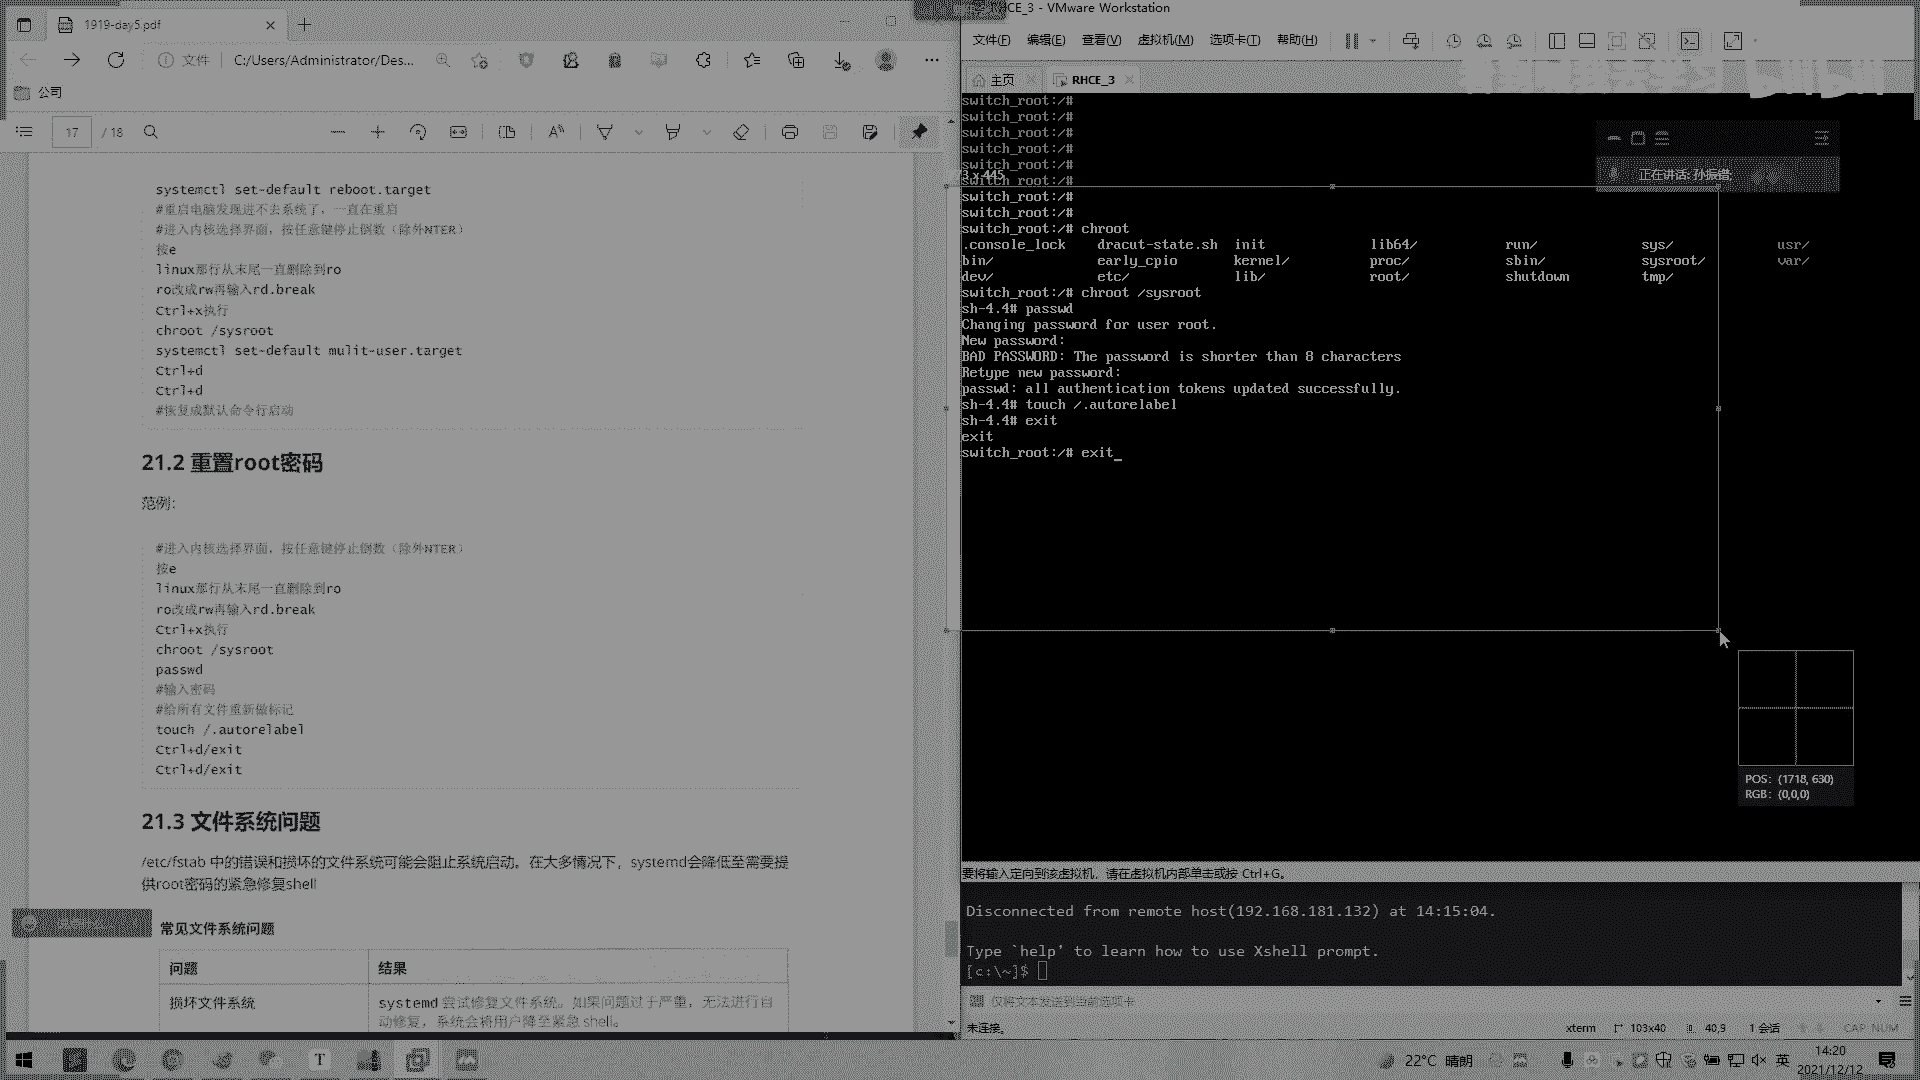 1919-day5.pdf
文件
C:/Users/Administrator/Des...
公司
17 / 18
systemctl set-default reboot.target
#重启电脑发现进不去系统了，一直在重启
#进入内核选择界面，按任意键停止倒数（除外NTER）
按e
linux那行从末尾一直删除到ro
ro改成rw再输入rd.break
Ctrl+x执行
chroot /sysroot
systemctl set-default mulit-user.target
Ctrl+d
Ctrl+d
#恢复成默认命令行启动
21.2 重置root密码
范例：
#进入内核选择界面，按任意键停止倒数（除外NTER）
按e
linux那行从末尾一直删除到ro
ro改成rw再输入rd.break
Ctrl+x执行
chroot /sysroot
passwd
#输入密码
#给所有文件重新做标记
touch /.autorelabel
Ctrl+d/exit
Ctrl+d/exit
21.3 文件系统问题
/etc/fstab 中的错误和损坏的文件系统可能会阻止系统启动。在大多情况下，systemd会降低至需要提
供root密码的紧急修复shell
常见文件系统问题
问题 结果
损坏文件系统 systemd 尝试修复文件系统。如果问题过于严重，无法进行自
动修复，系统会将用户降至紧急 shell。
RHCE_3 - VMware Workstation
文件(F) 编辑(E) 查看(V) 虚拟机(M) 选项卡(T) 帮助(H)
主页 RHCE_3
switch_root:/#
switch_root:/#
switch_root:/#
switch_root:/#
switch_root:/#
switch_root:/#
switch_root:/#
switch_root:/#
switch_root:/# chroot
.console_lock dracut-state.sh init lib64/ run/ sys/ usr/
bin/ early_cpio kernel/ proc/ sbin/ sysroot/ var/
dev/ etc/ lib/ root/ shutdown tmp/
switch_root:/# chroot /sysroot
sh-4.4# passwd
Changing password for user root.
New password:
BAD PASSWORD: The password is shorter than 8 characters
Retype new password:
passwd: all authentication tokens updated successfully.
sh-4.4# touch /.autorelabel
sh-4.4# exit
exit
switch_root:/# exit_
POS: (1718, 630)
RGB: (0,0,0)
要将输入定向到该虚拟机，请在虚拟机内部单击或按 Ctrl+G。
Disconnected from remote host(192.168.181.132) at 14:15:04.
Type `help' to learn how to use Xshell prompt.
[c:\~]$
仅将文本发送到当前选项卡
未连接。 xterm 103x40 40,9 1 会话 CAP NUM
22°C 晴朗 英 14:20
2021/12/12